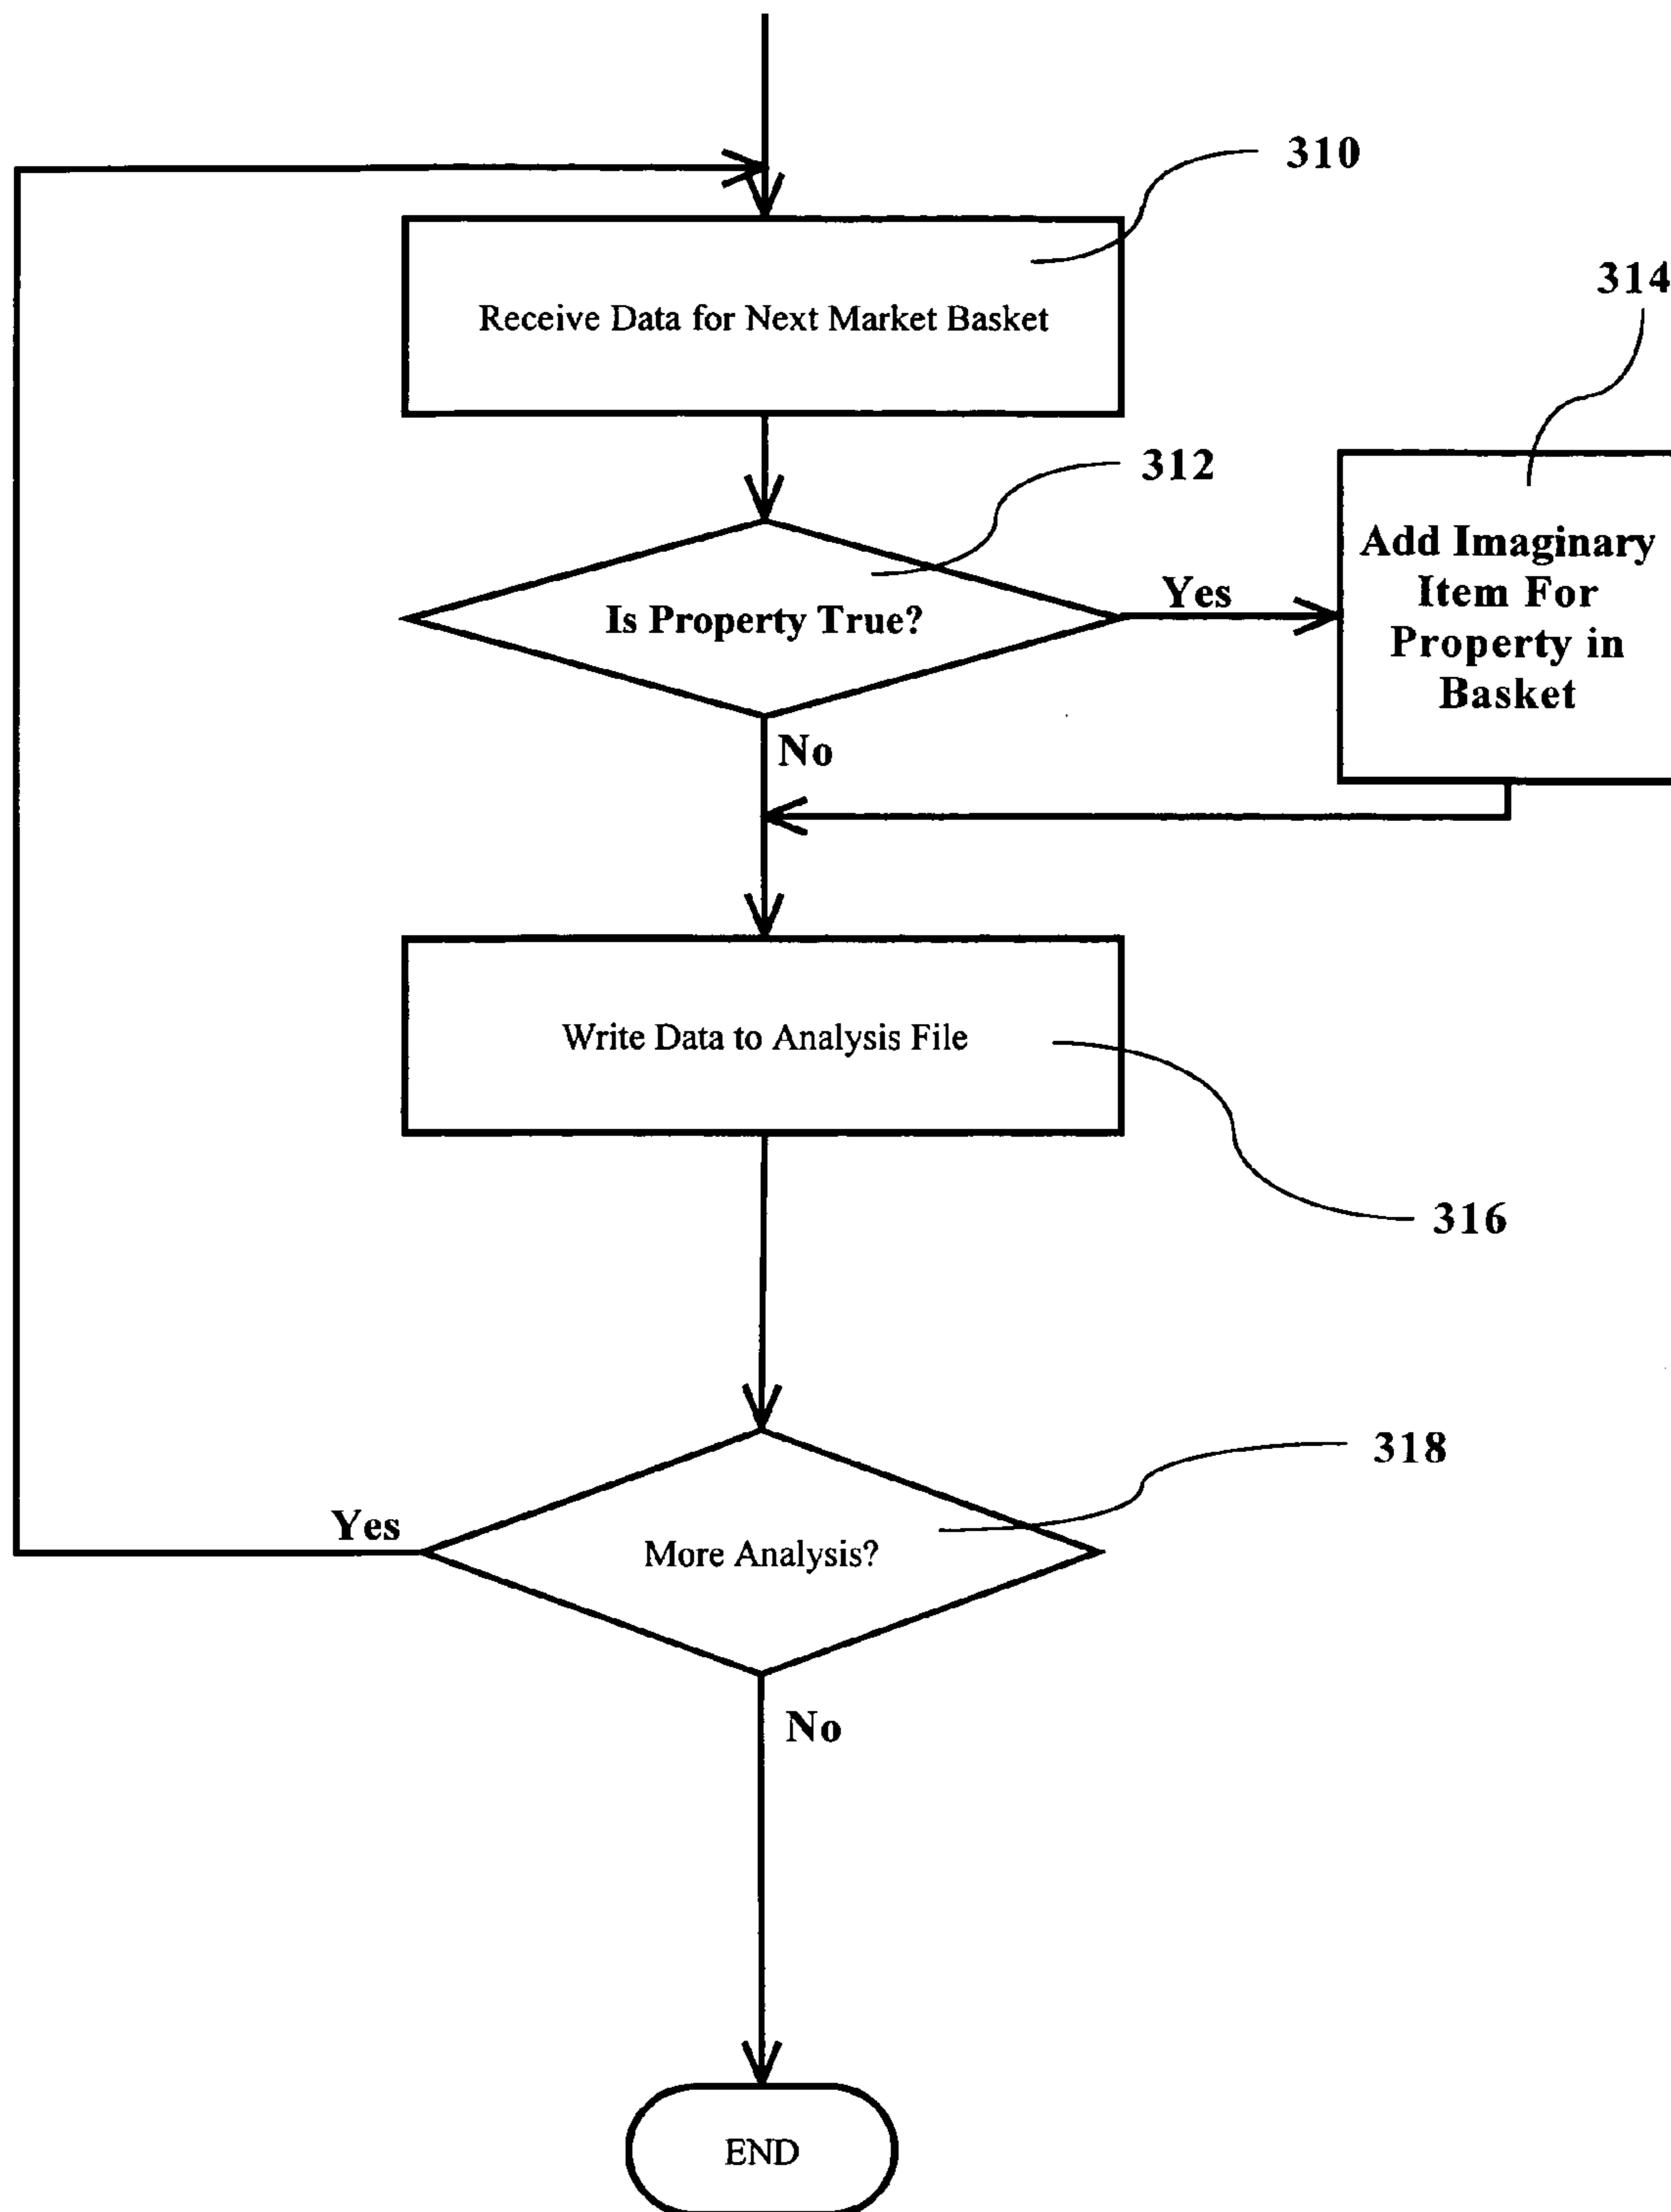 310
Receive Data for Next Market Basket
314
312
Is Property True?
Yes
Add Imaginary
Item For
Property in
Basket
No
Write Data to Analysis File
316
318
Yes
More Analysis?
No
END